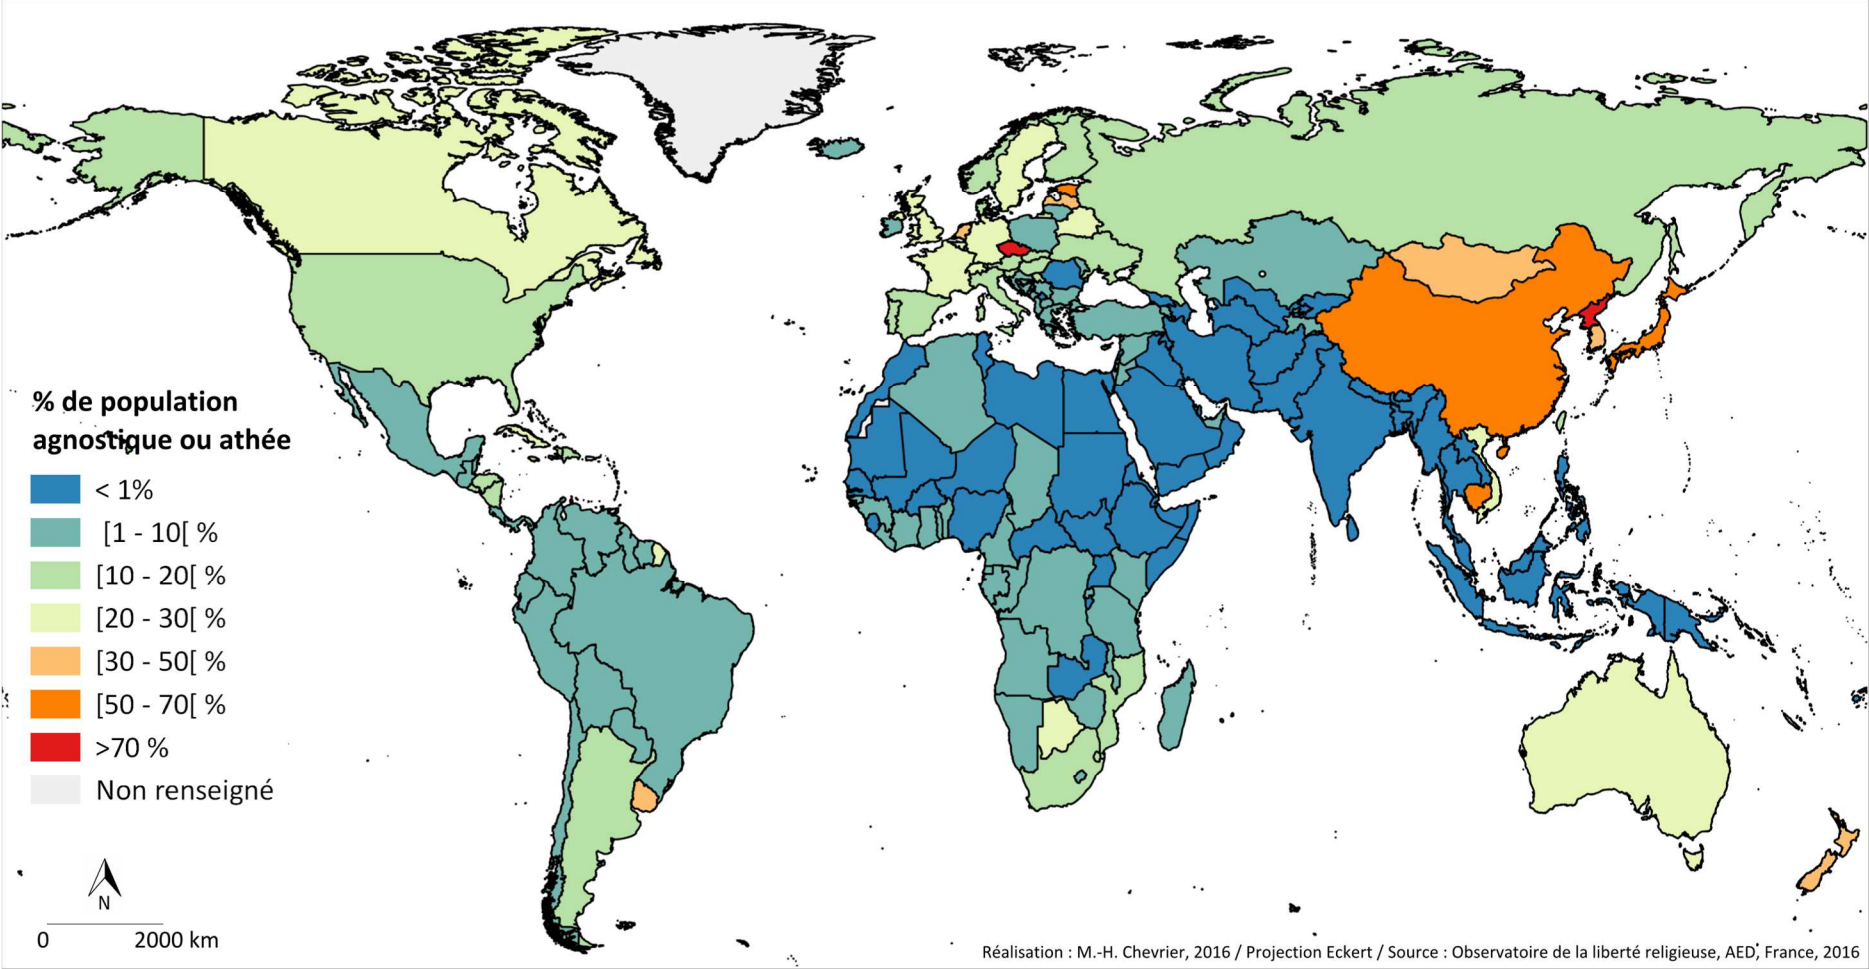 % de population
agnostique ou athée
< 1%
[1 - 10[ %
[10 - 20[ %
[20 - 30[ %
[30 - 50[ %
[50 - 70[ %
>70 %
Non renseigné
N
0 2000 km
Réalisation : M.-H. Chevrier, 2016 / Projection Eckert / Source : Observatoire de la liberté religieuse, AED, France, 2016